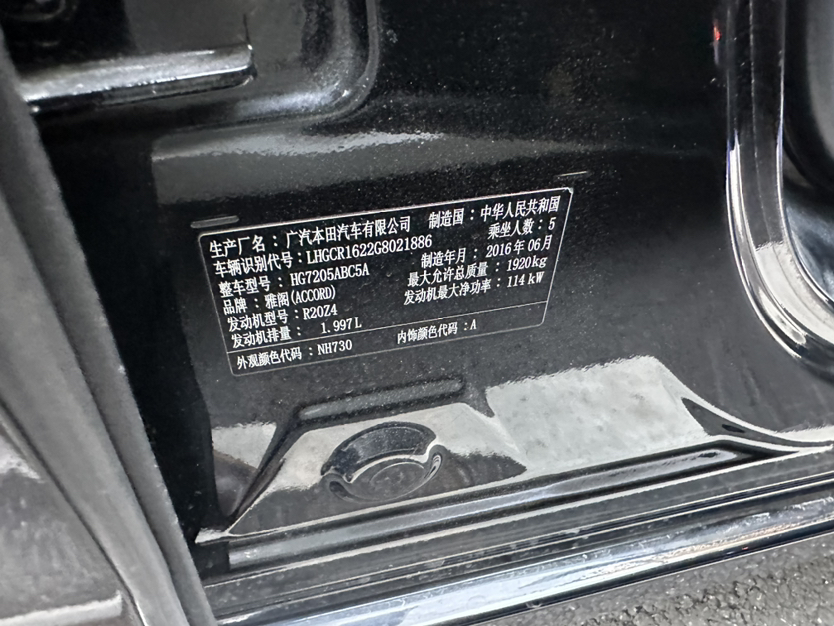 生产厂名：广汽本田汽车有限公司 制造国：中华人民共和国
车辆识别代号：LHGCR1622G8021886 乘坐人数：5
整车型号：HG7205ABC5A 制造年月：2016年06月
品牌：雅阁(ACCORD) 最大允许总质量：1920kg
发动机型号：R20Z4 发动机最大净功率：114kW
发动机排量：1.997L
外观颜色代码：NH730 内饰颜色代码：A